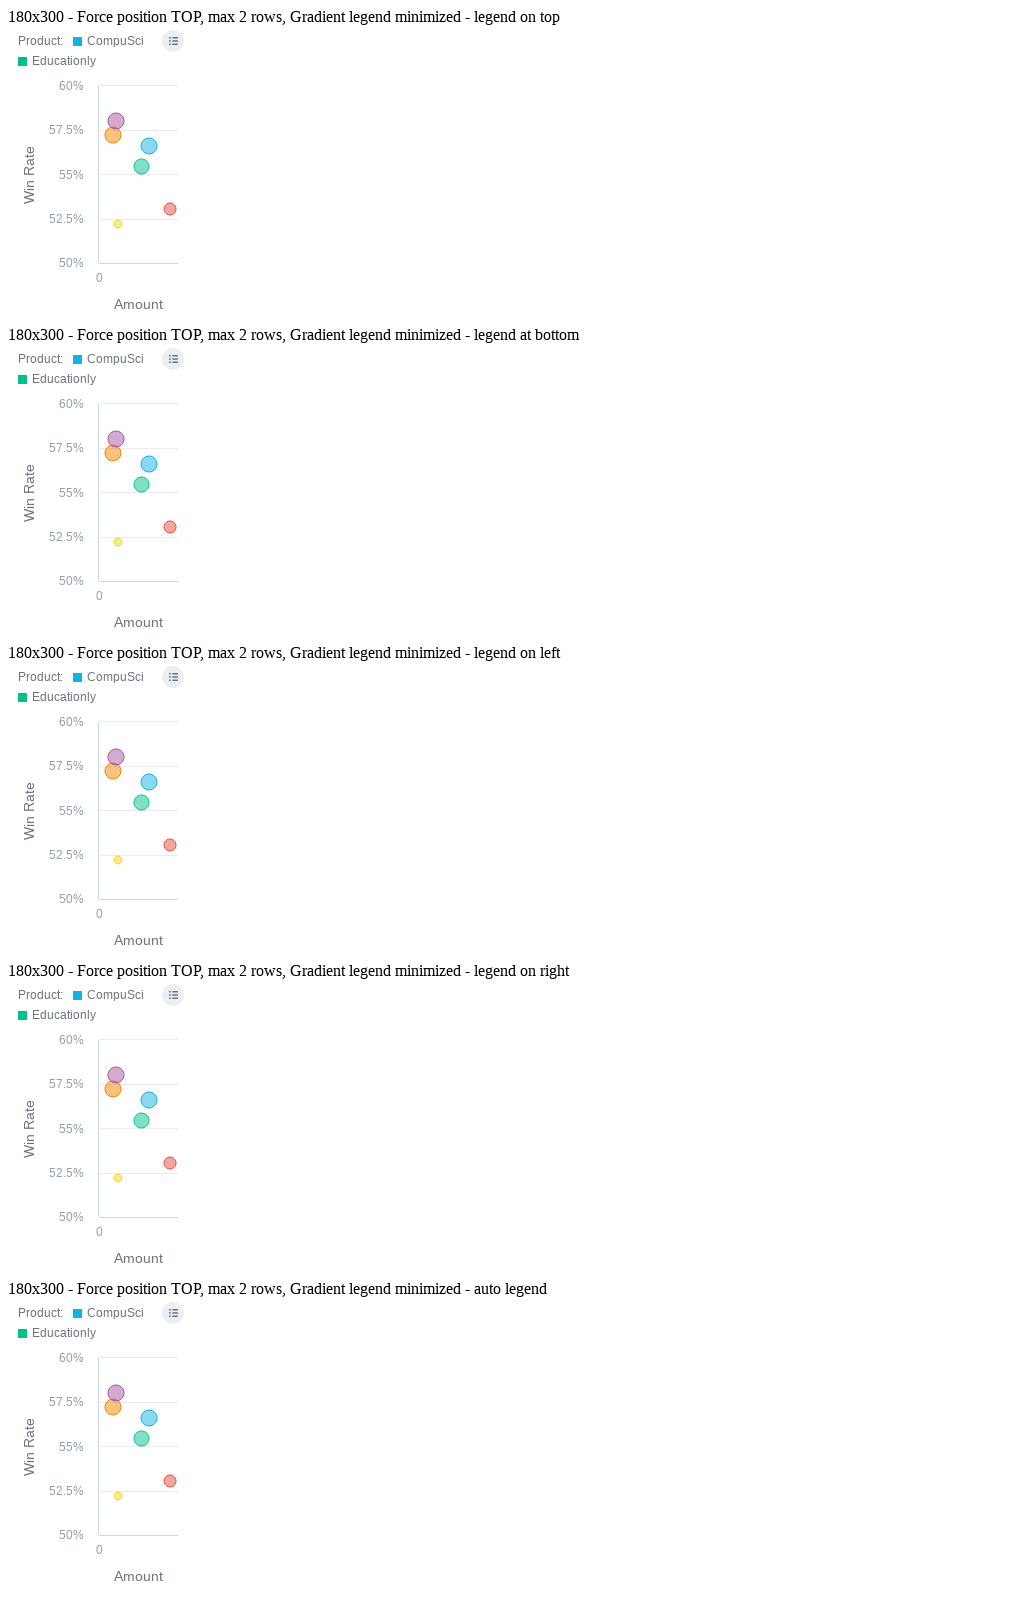 180x300 - Force position TOP, max 2 rows, Gradient legend minimized - legend on top
Product: CompuSci
Educationly
60%
57.5%
55%
52.5%
50%
Win Rate
0
Amount
180x300 - Force position TOP, max 2 rows, Gradient legend minimized - legend at bottom
Product: CompuSci
Educationly
60%
57.5%
55%
52.5%
50%
Win Rate
0
Amount
180x300 - Force position TOP, max 2 rows, Gradient legend minimized - legend on left
Product: CompuSci
Educationly
60%
57.5%
55%
52.5%
50%
Win Rate
0
Amount
180x300 - Force position TOP, max 2 rows, Gradient legend minimized - legend on right
Product: CompuSci
Educationly
60%
57.5%
55%
52.5%
50%
Win Rate
0
Amount
180x300 - Force position TOP, max 2 rows, Gradient legend minimized - auto legend
Product: CompuSci
Educationly
60%
57.5%
55%
52.5%
50%
Win Rate
0
Amount